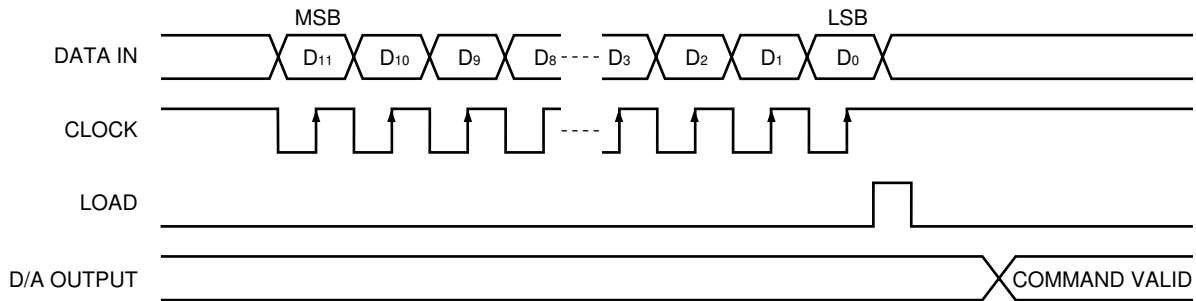 MSB LSB
DATA IN D11 D10 D9 D8 D3 D2 D1 D0
CLOCK
LOAD
D/A OUTPUT COMMAND VALID